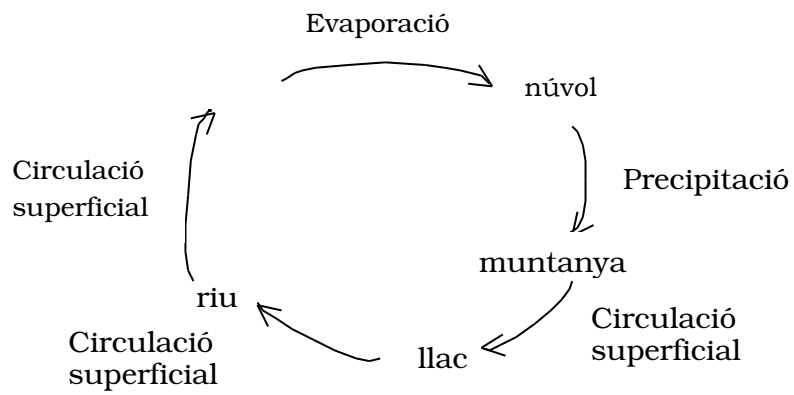 Evaporació
núvol
Precipitació
muntanya
Circulació
superficial
llac
Circulació
superficial
riu
Circulació
superficial